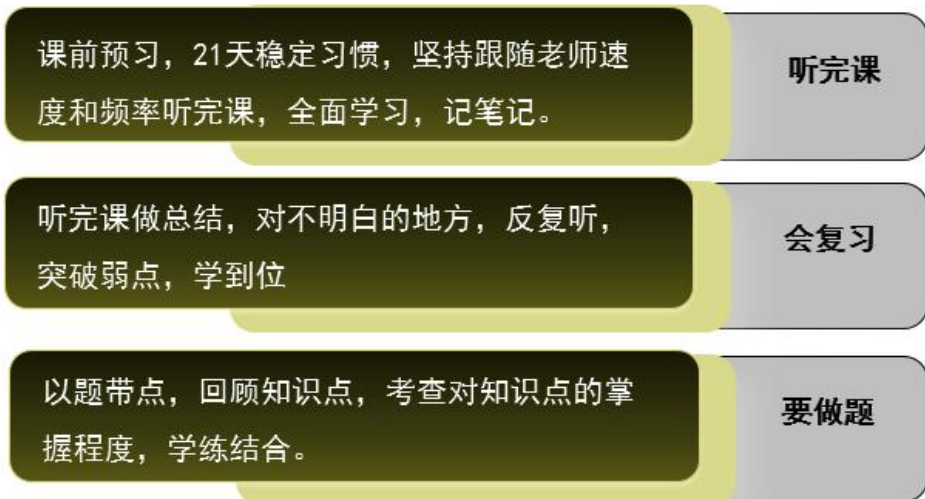 课前预习，21天稳定习惯，坚持跟随老师速
度和频率听完课，全面学习，记笔记。
听完课
听完课做总结，对不明白的地方，反复听，
突破弱点，学到位
会复习
以题带点，回顾知识点，考查对知识点的掌
握程度，学练结合。
要做题